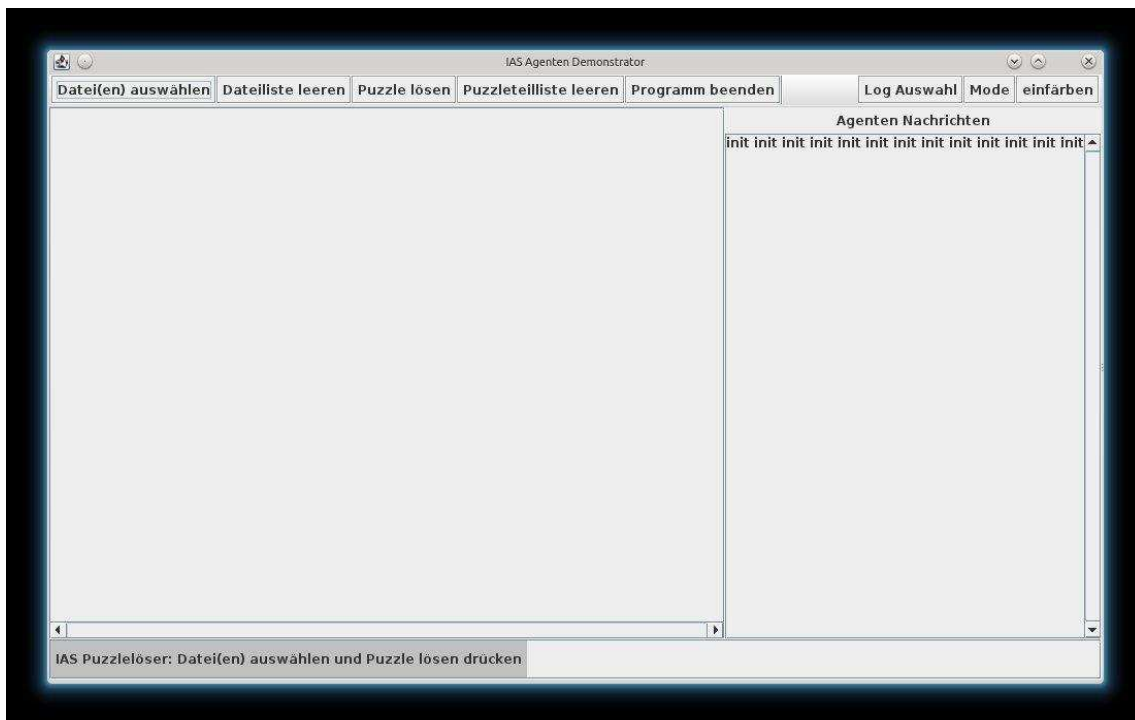 IAS Agenten Demonstrator
Datei(en) auswählen Dateiliste leeren Puzzle lösen Puzzleteilliste leeren Programm beenden Log Auswahl Mode einfärben
Agenten Nachrichten
init init init init init init init init init init init init init
IAS Puzzlelöser: Datei(en) auswählen und Puzzle lösen drücken